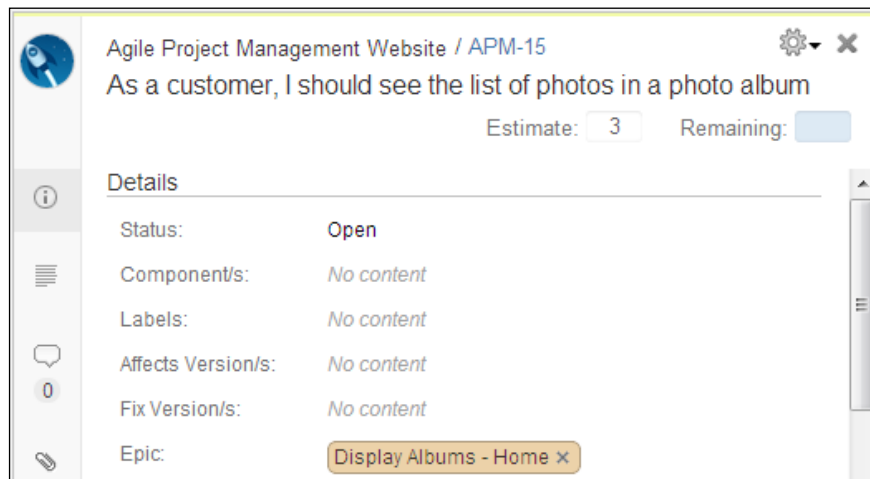 Agile Project Management Website / APM-15
As a customer, I should see the list of photos in a photo album
Estimate: 3 Remaining:
Details
Status: Open
Component/s: No content
Labels: No content
Affects Version/s: No content
0
Fix Version/s: No content
Epic: Display Albums - Home ×